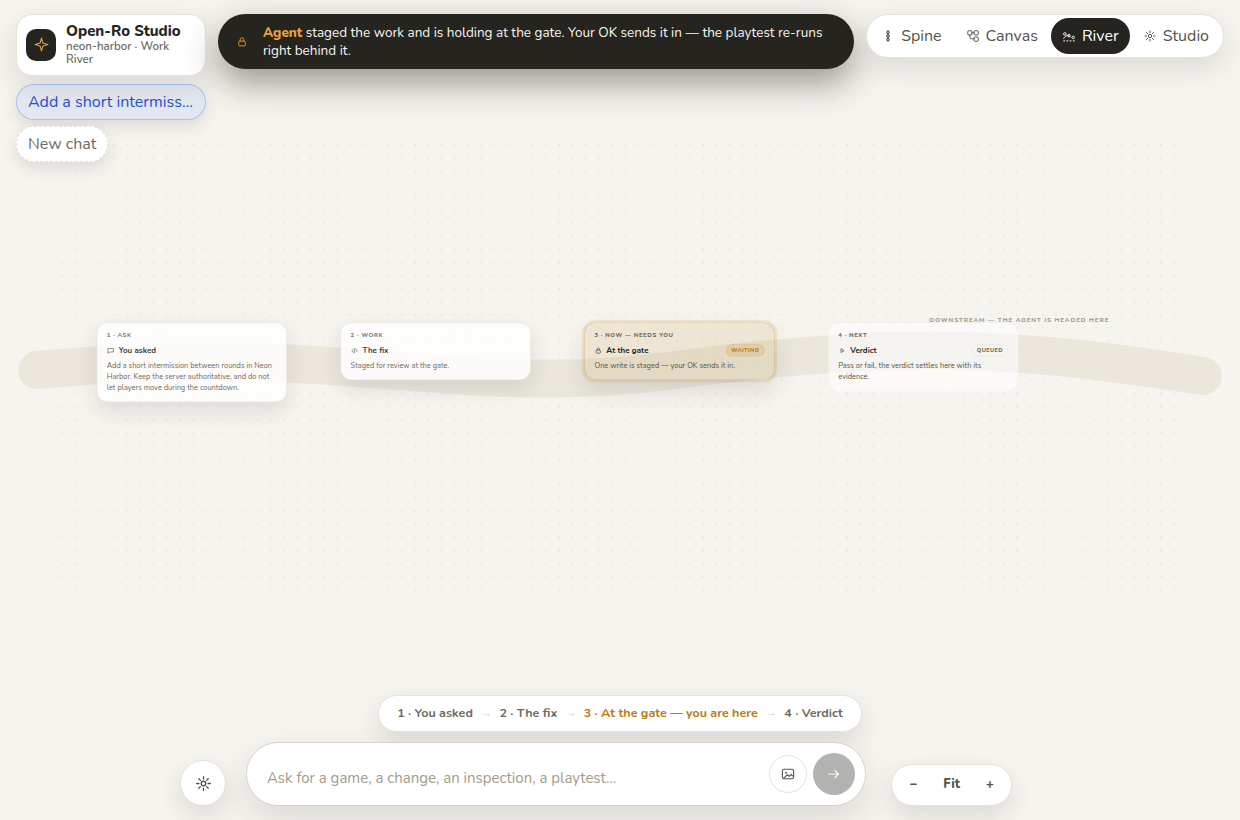 Open-Ro Studio
neon-harbor · Work
River
Agent staged the work and is holding at the gate. Your OK sends it in — the playtest re-runs
right behind it.
Spine
Canvas
River
Studio
Add a short intermiss...
New chat
DOWNSTREAM — THE AGENT IS HEADED HERE
1 · ASK
You asked
Add a short intermission between rounds in Neon
Harbor. Keep the server authoritative, and do not
let players move during the countdown.
2 · WORK
The fix
Staged for review at the gate.
3 · NOW — NEEDS YOU
At the gate
WAITING
One write is staged — your OK sends it in.
4 · NEXT
Verdict
QUEUED
Pass or fail, the verdict settles here with its
evidence.
1 · You asked → 2 · The fix → 3 · At the gate — you are here → 4 · Verdict
Ask for a game, a change, an inspection, a playtest...
− Fit +